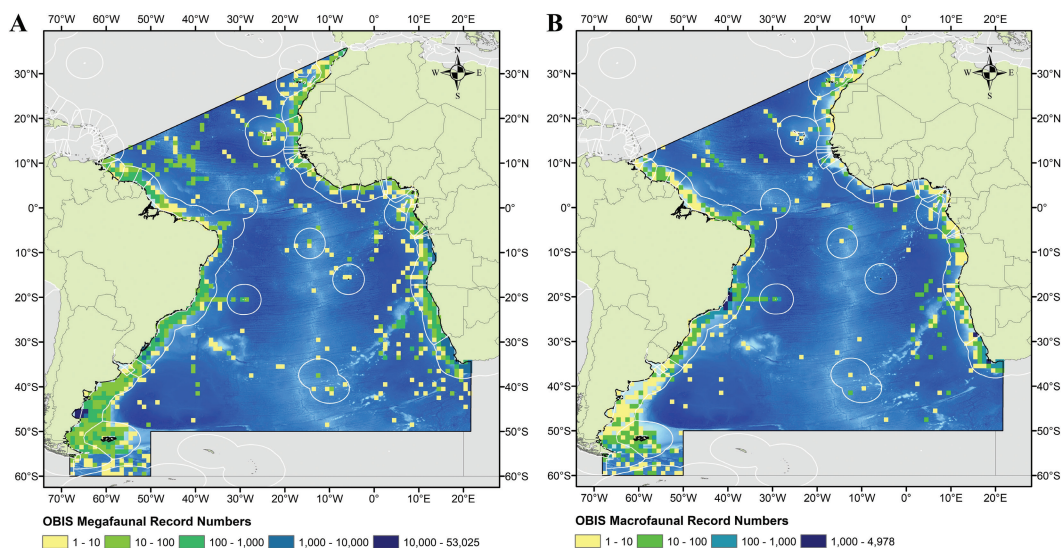 A
N
W E
S
30°N
20°N
10°N
0°
10°S
20°S
30°S
40°S
50°S
60°S
70°W 60°W 50°W 40°W 30°W 20°W 10°W 0° 10°E 20°E
OBIS Megafaunal Record Numbers
1 - 10 10 - 100 100 - 1,000 1,000 - 10,000 10,000 - 53,025
B
N
W E
S
30°N
20°N
10°N
0°
10°S
20°S
30°S
40°S
50°S
60°S
70°W 60°W 50°W 40°W 30°W 20°W 10°W 0° 10°E 20°E
OBIS Macrofaunal Record Numbers
1 - 10 10 - 100 100 - 1,000 1,000 - 4,978